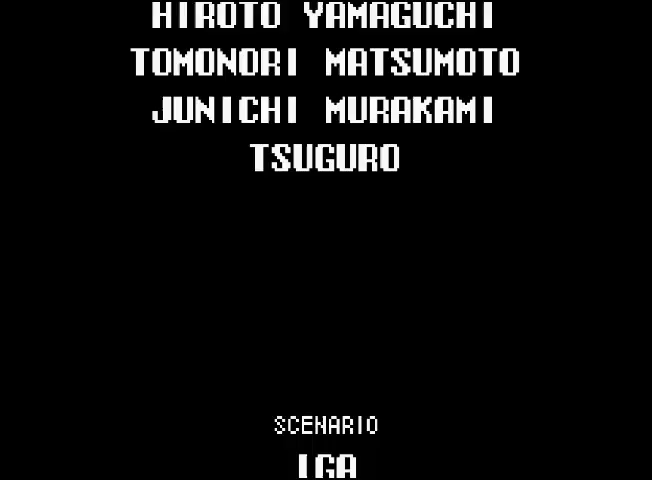 HIROTO YAMAGUCHI
TOMONORI MATSUMOTO
JUNICHI MURAKAMI
TSUGURO
SCENARIO
IGA